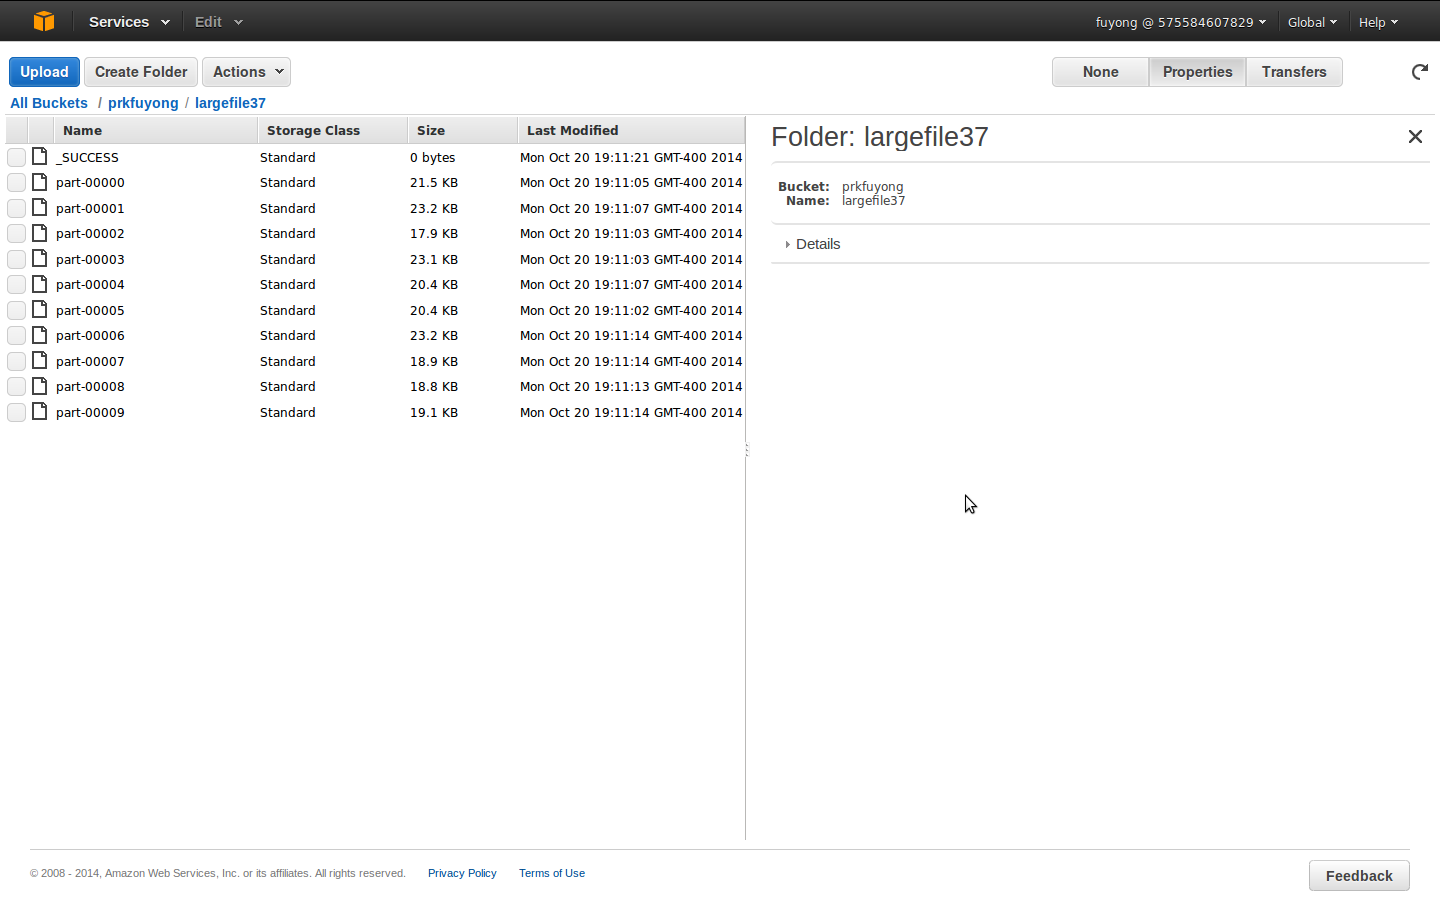 Services Edit fuyong @ 575584607829 Global Help
Upload Create Folder Actions None Properties Transfers
All Buckets / prkfuyong / largefile37
Name Storage Class Size Last Modified
_SUCCESS Standard 0 bytes Mon Oct 20 19:11:21 GMT-400 2014
part-00000 Standard 21.5 KB Mon Oct 20 19:11:05 GMT-400 2014
part-00001 Standard 23.2 KB Mon Oct 20 19:11:07 GMT-400 2014
part-00002 Standard 17.9 KB Mon Oct 20 19:11:03 GMT-400 2014
part-00003 Standard 23.1 KB Mon Oct 20 19:11:03 GMT-400 2014
part-00004 Standard 20.4 KB Mon Oct 20 19:11:07 GMT-400 2014
part-00005 Standard 20.4 KB Mon Oct 20 19:11:02 GMT-400 2014
part-00006 Standard 23.2 KB Mon Oct 20 19:11:14 GMT-400 2014
part-00007 Standard 18.9 KB Mon Oct 20 19:11:14 GMT-400 2014
part-00008 Standard 18.8 KB Mon Oct 20 19:11:13 GMT-400 2014
part-00009 Standard 19.1 KB Mon Oct 20 19:11:14 GMT-400 2014
Folder: largefile37
Bucket: prkfuyong
Name: largefile37
Details
© 2008 - 2014, Amazon Web Services, Inc. or its affiliates. All rights reserved. Privacy Policy Terms of Use
Feedback